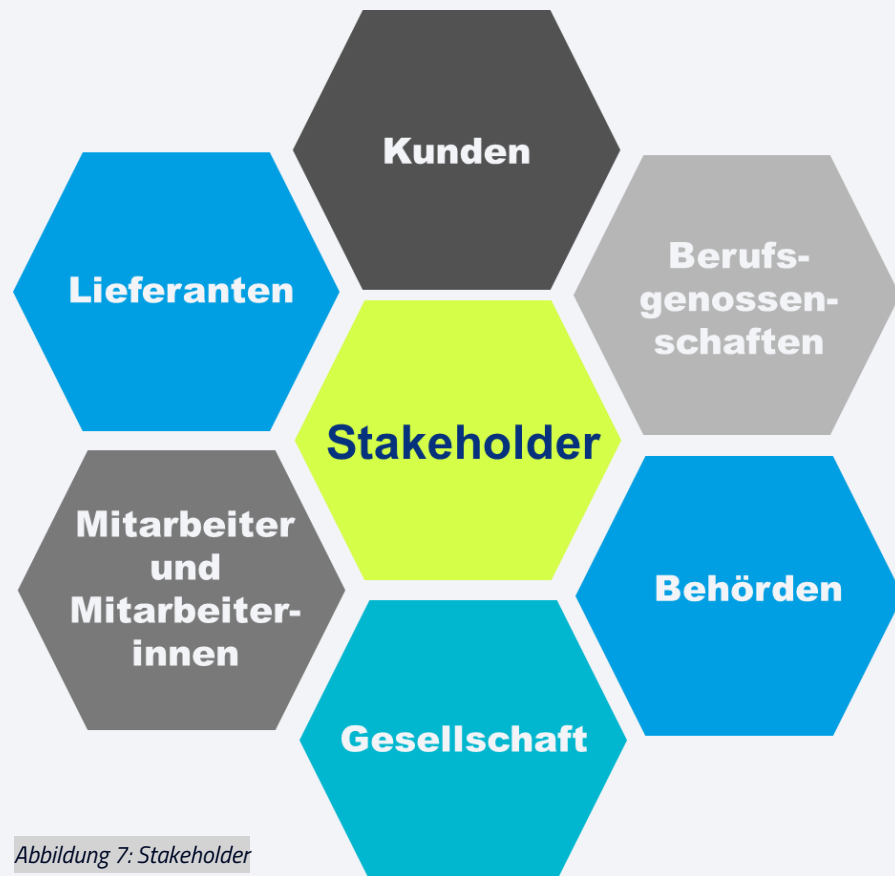 Kunden
Lieferanten
Berufs-
genossen-
schaften
Stakeholder
Mitarbeiter
und
Mitarbeiter-
innen
Behörden
Gesellschaft
Abbildung 7: Stakeholder